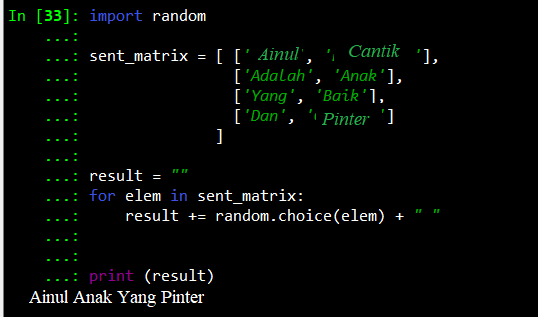 In [33]: import random
...:
...: sent_matrix = [ [' Ainul', ' Cantik '],
...: ['Adalah', 'Anak'],
...: ['Yang', 'Baik'],
...: ['Dan', ' Pinter ']
...: ]
...:
...: result = ""
...: for elem in sent_matrix:
...: result += random.choice(elem) + " "
...:
...:
...: print (result)
Ainul Anak Yang Pinter